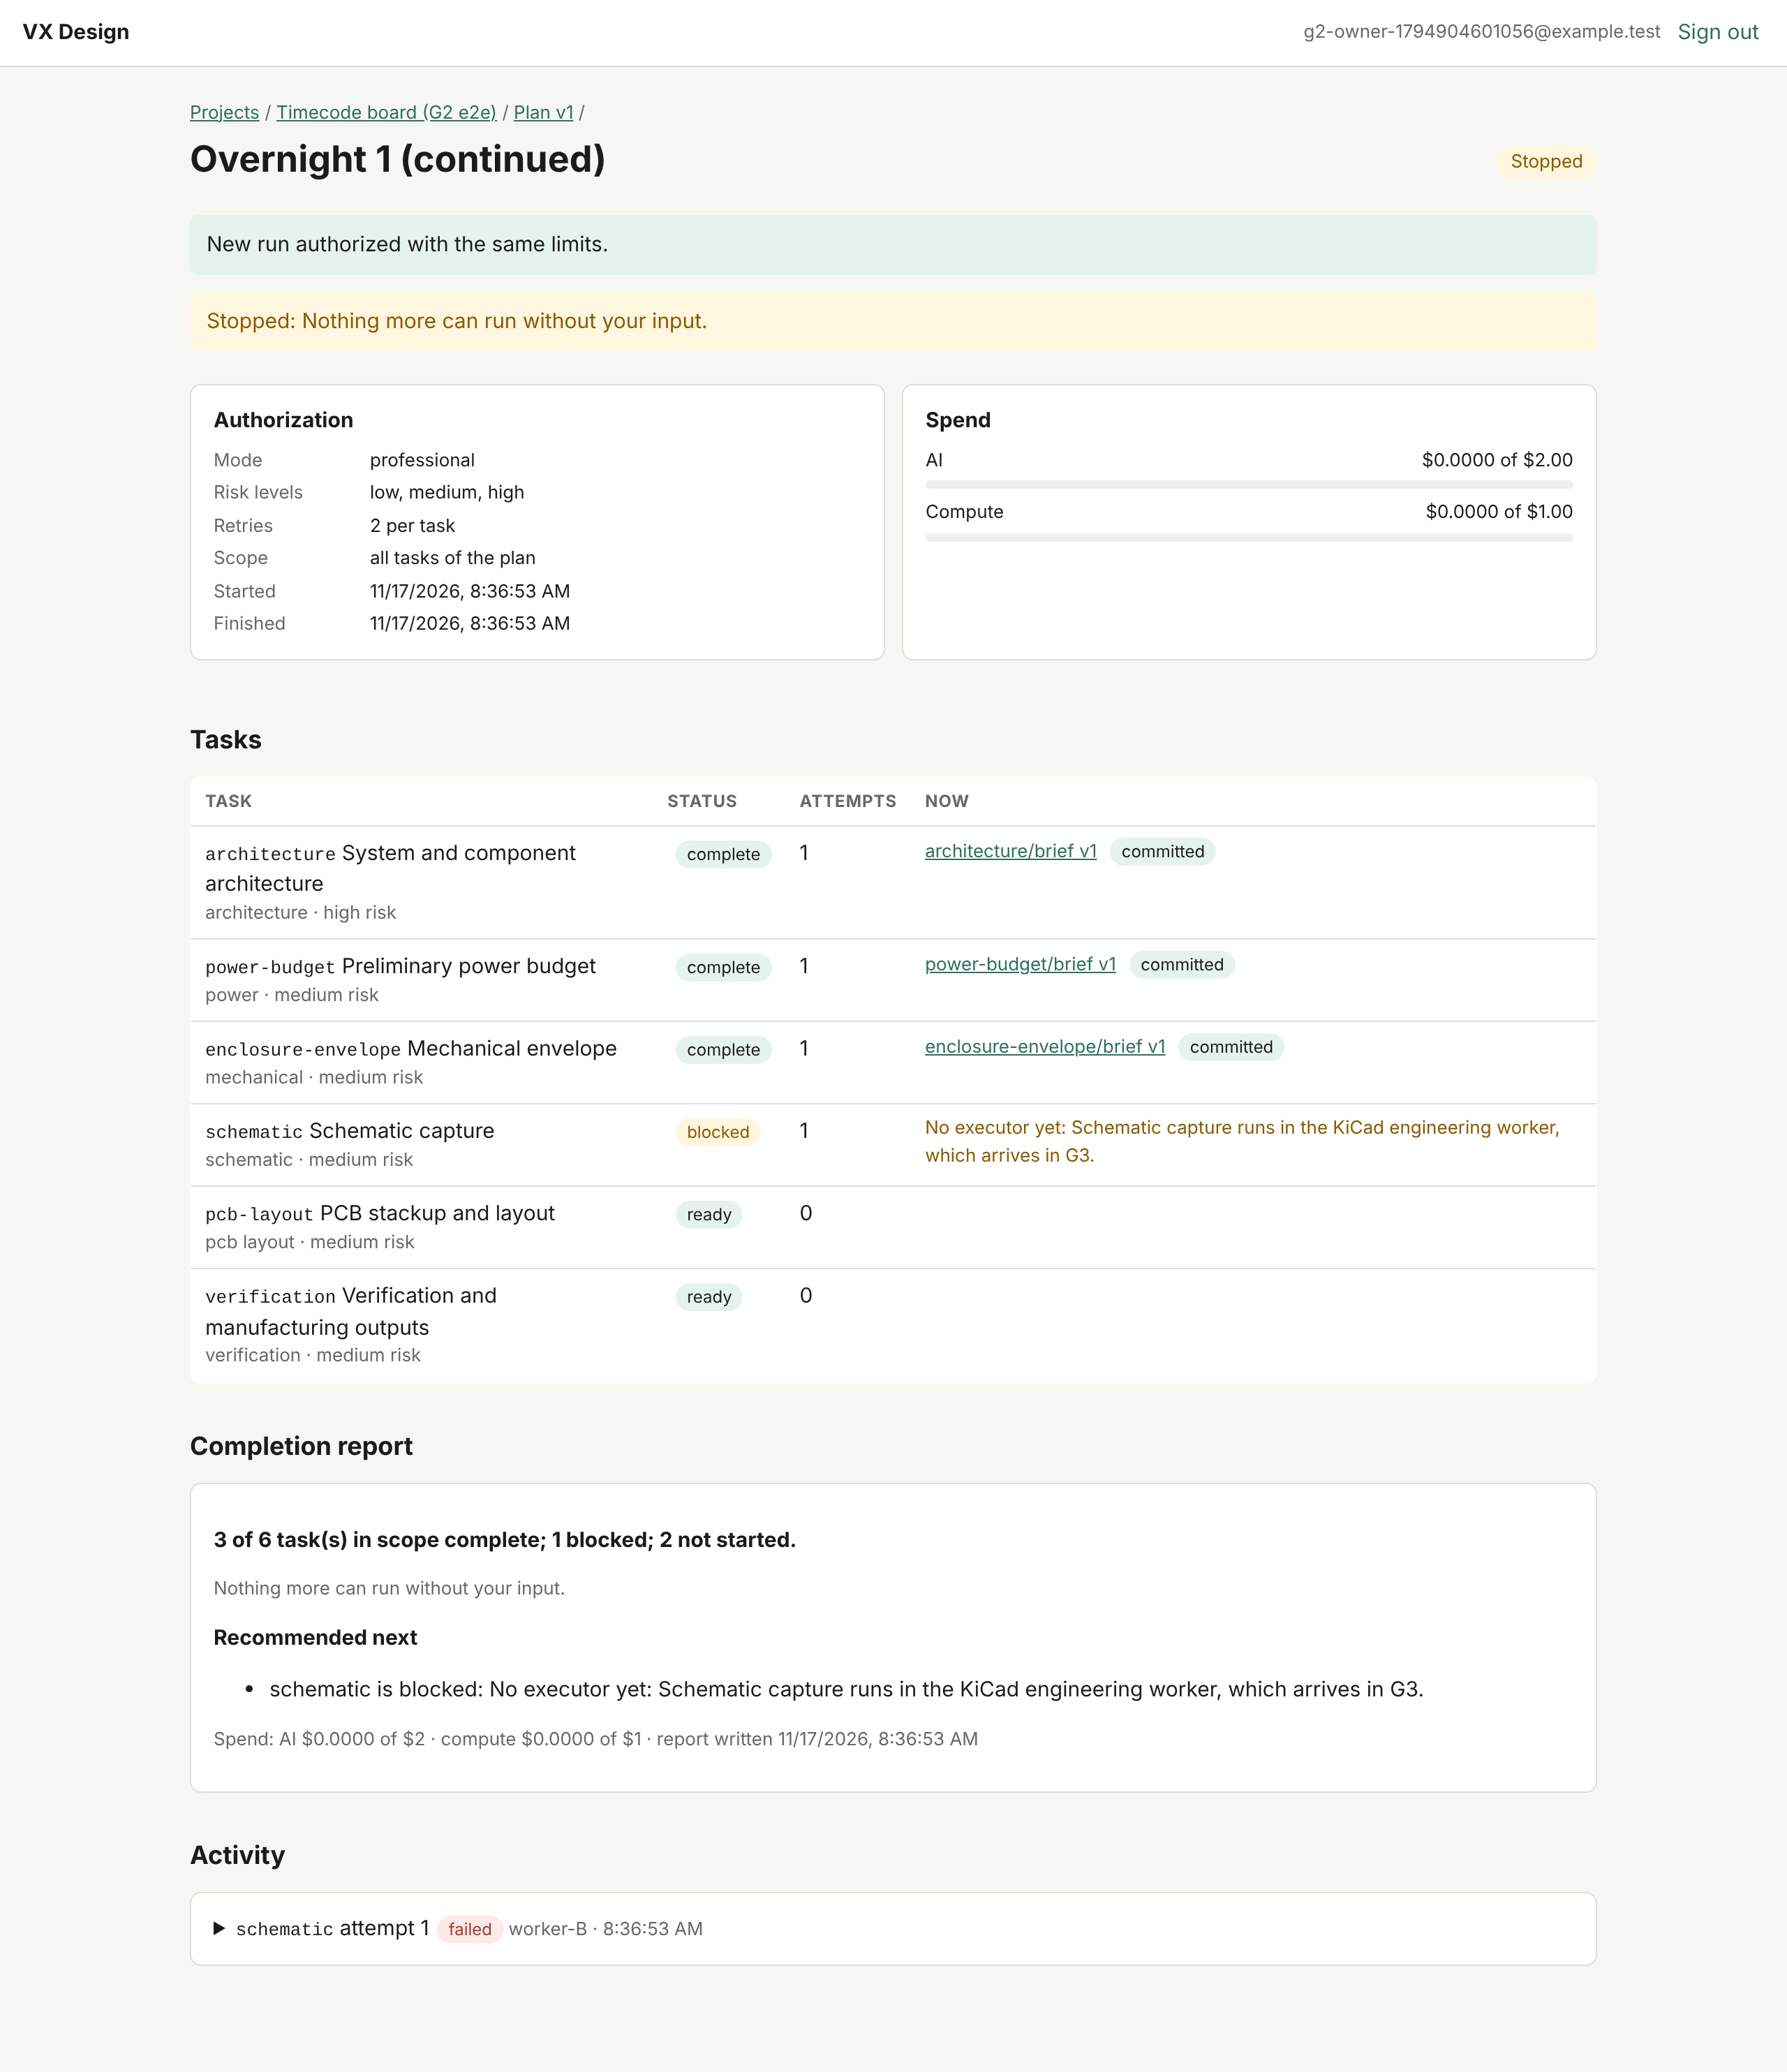 VX Design
g2-owner-1794904601056@example.test Sign out
Projects / Timecode board (G2 e2e) / Plan v1 /
Overnight 1 (continued)
Stopped
New run authorized with the same limits.
Stopped: Nothing more can run without your input.
Authorization
Mode professional
Risk levels low, medium, high
Retries 2 per task
Scope all tasks of the plan
Started 11/17/2026, 8:36:53 AM
Finished 11/17/2026, 8:36:53 AM
Spend
AI $0.0000 of $2.00
Compute $0.0000 of $1.00
Tasks
TASK STATUS ATTEMPTS NOW
architecture System and component complete 1 architecture/brief v1 committed
architecture
architecture · high risk
power-budget Preliminary power budget complete 1 power-budget/brief v1 committed
power · medium risk
enclosure-envelope Mechanical envelope complete 1 enclosure-envelope/brief v1 committed
mechanical · medium risk
schematic Schematic capture blocked 1 No executor yet: Schematic capture runs in the KiCad engineering worker,
schematic · medium risk which arrives in G3.
pcb-layout PCB stackup and layout ready 0
pcb layout · medium risk
verification Verification and ready 0
manufacturing outputs
verification · medium risk
Completion report
3 of 6 task(s) in scope complete; 1 blocked; 2 not started.
Nothing more can run without your input.
Recommended next
• schematic is blocked: No executor yet: Schematic capture runs in the KiCad engineering worker, which arrives in G3.
Spend: AI $0.0000 of $2 · compute $0.0000 of $1 · report written 11/17/2026, 8:36:53 AM
Activity
▶ schematic attempt 1 failed worker-B · 8:36:53 AM